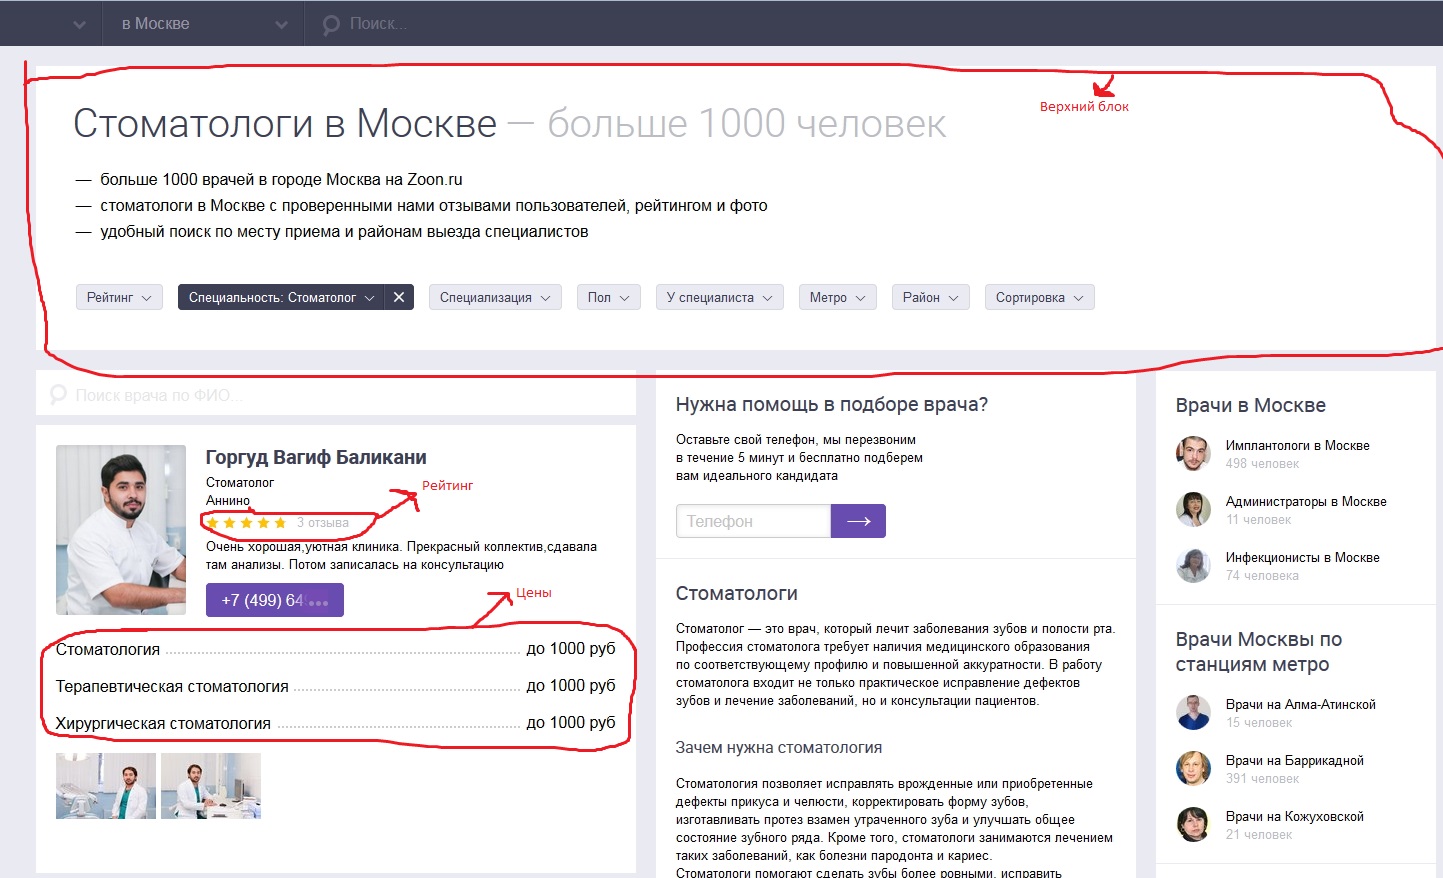 в Москве
Поиск...
Верхний блок
Стоматологи в Москве — больше 1000 человек
— больше 1000 врачей в городе Москва на Zoon.ru
— стоматологи в Москве с проверенными нами отзывами пользователей, рейтингом и фото
— удобный поиск по месту приема и районам выезда специалистов
Рейтинг
Специальность: Стоматолог
Специализация
Пол
У специалиста
Метро
Район
Сортировка
Поиск врача по ФИО...
Горгуд Вагиф Баликани
Стоматолог
Аннино
Рейтинг
3 отзыва
Очень хорошая,уютная клиника. Прекрасный коллектив,сдавала
там анализы. Потом записалась на консультацию
+7 (499) 64
Цены
Стоматология до 1000 руб
Терапевтическая стоматология до 1000 руб
Хирургическая стоматология до 1000 руб
Нужна помощь в подборе врача?
Оставьте свой телефон, мы перезвоним
в течение 5 минут и бесплатно подберем
вам идеального кандидата
Телефон
Стоматологи
Стоматолог — это врач, который лечит заболевания зубов и полости рта.
Профессия стоматолога требует наличия медицинского образования
по соответствующему профилю и повышенной аккуратности. В работу
стоматолога входит не только практическое исправление дефектов
зубов и лечение заболеваний, но и консультации пациентов.
Зачем нужна стоматология
Стоматология позволяет исправлять врожденные или приобретенные
дефекты прикуса и челюсти, корректировать форму зубов,
изготавливать протез взамен утраченного зуба и улучшать общее
состояние зубного ряда. Кроме того, стоматологи занимаются лечением
таких заболеваний, как болезни пародонта и кариес.
Стоматологи помогают сделать зубы более ровными, исправить
Врачи в Москве
Имплантологи в Москве
498 человек
Администраторы в Москве
11 человек
Инфекционисты в Москве
74 человека
Врачи Москвы по
станциям метро
Врачи на Алма-Атинской
15 человек
Врачи на Баррикадной
391 человек
Врачи на Кожуховской
21 человек